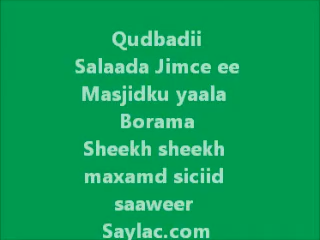 Qudbadii
Salaada Jimce ee
Masjidku yaala
Borama
Sheekh sheekh
maxamd siciid
saaweer
Saylac.com